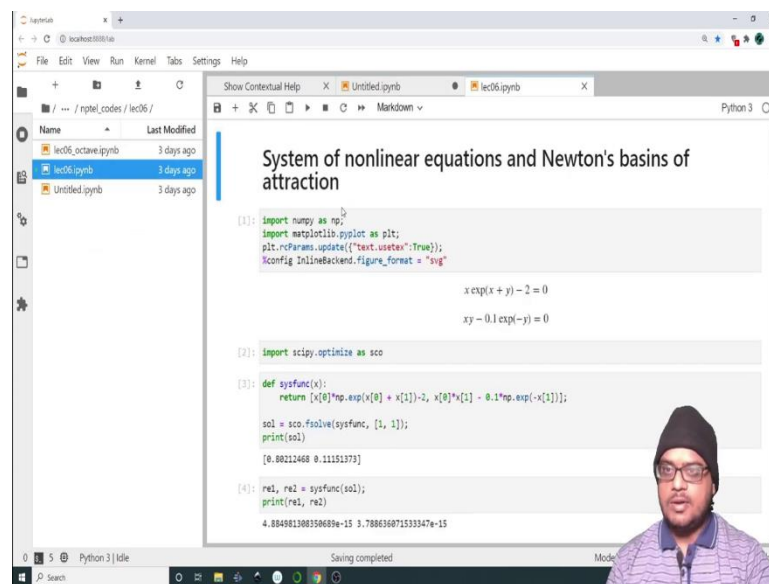 JupyterLab
localhost:8888/lab
File Edit View Run Kernel Tabs Settings Help
Show Contextual Help
Untitled.ipynb
lec06.ipynb
Markdown
Python 3
/ ··· / nptel_codes / lec06 /
Name
Last Modified
lec06_octave.ipynb 3 days ago
lec06.ipynb 3 days ago
Untitled.ipynb 3 days ago
System of nonlinear equations and Newton's basins of
attraction
[1]: import numpy as np;
import matplotlib.pyplot as plt;
plt.rcParams.update({"text.usetex":True});
%config InlineBackend.figure_format = "svg"
x exp(x + y) − 2 = 0
xy − 0.1 exp(−y) = 0
[2]: import scipy.optimize as sco
[3]: def sysfunc(x):
return [x[0]*np.exp(x[0] + x[1])-2, x[0]*x[1] - 0.1*np.exp(-x[1])];
sol = sco.fsolve(sysfunc, [1, 1]);
print(sol)
[0.80212468 0.11151373]
[4]: re1, re2 = sysfunc(sol);
print(re1, re2)
4.884981308350689e-15 3.788636071533347e-15
0 5 Python 3 | Idle
Saving completed
Mode
Search